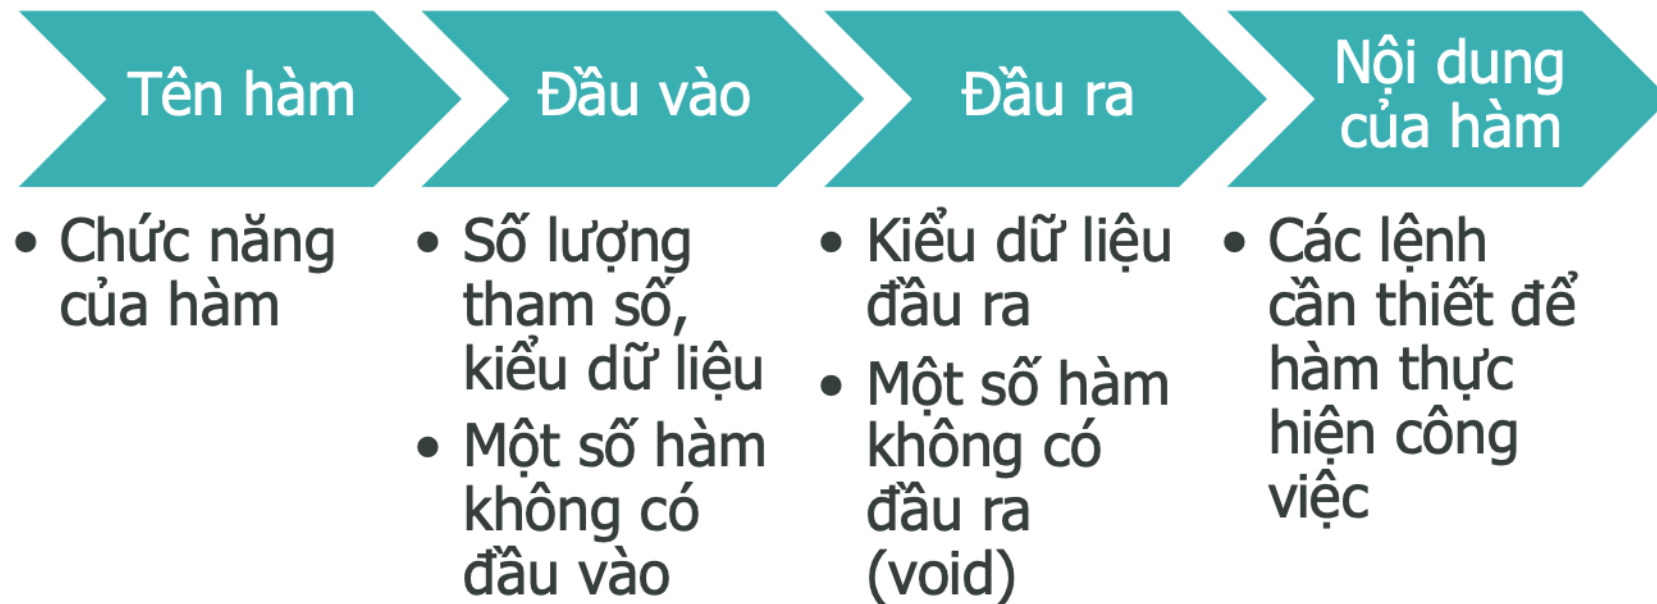 Tên hàm
Đầu vào
Đầu ra
Nội dung
của hàm
• Chức năng
của hàm
• Số lượng
tham số,
kiểu dữ liệu
• Một số hàm
không có
đầu vào
• Kiểu dữ liệu
đầu ra
• Một số hàm
không có
đầu ra
(void)
• Các lệnh
cần thiết để
hàm thực
hiện công
việc